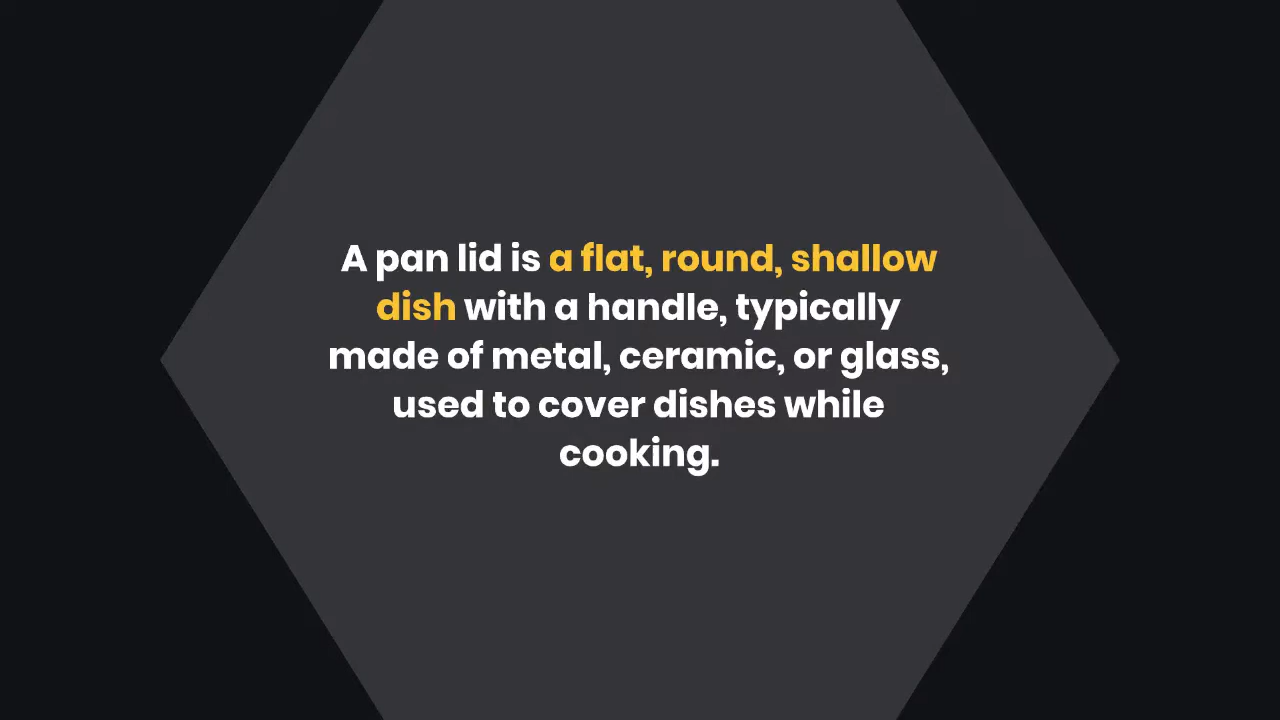 A pan lid is a flat, round, shallow
dish with a handle, typically
made of metal, ceramic, or glass,
used to cover dishes while
cooking.